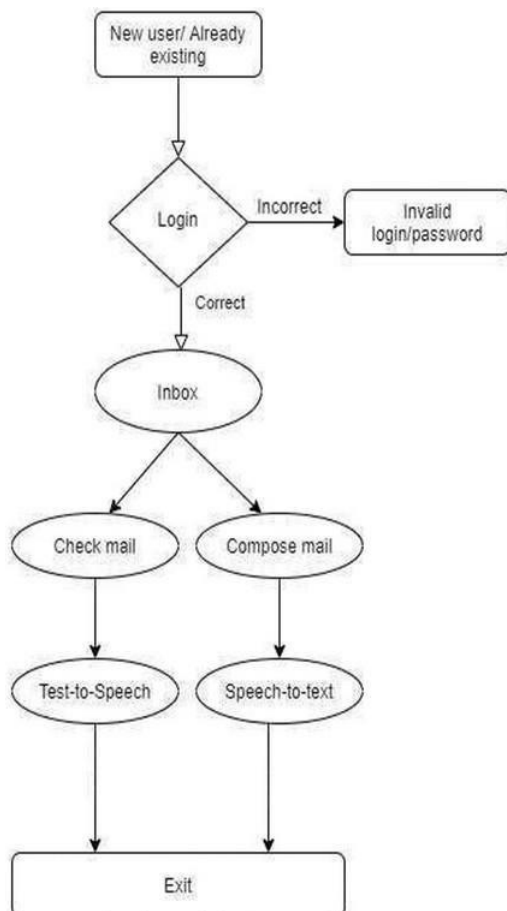 New user/ Already
existing
Login
Incorrect
Invalid
login/password
Correct
Inbox
Check mail
Compose mail
Test-to-Speech
Speech-to-text
Exit